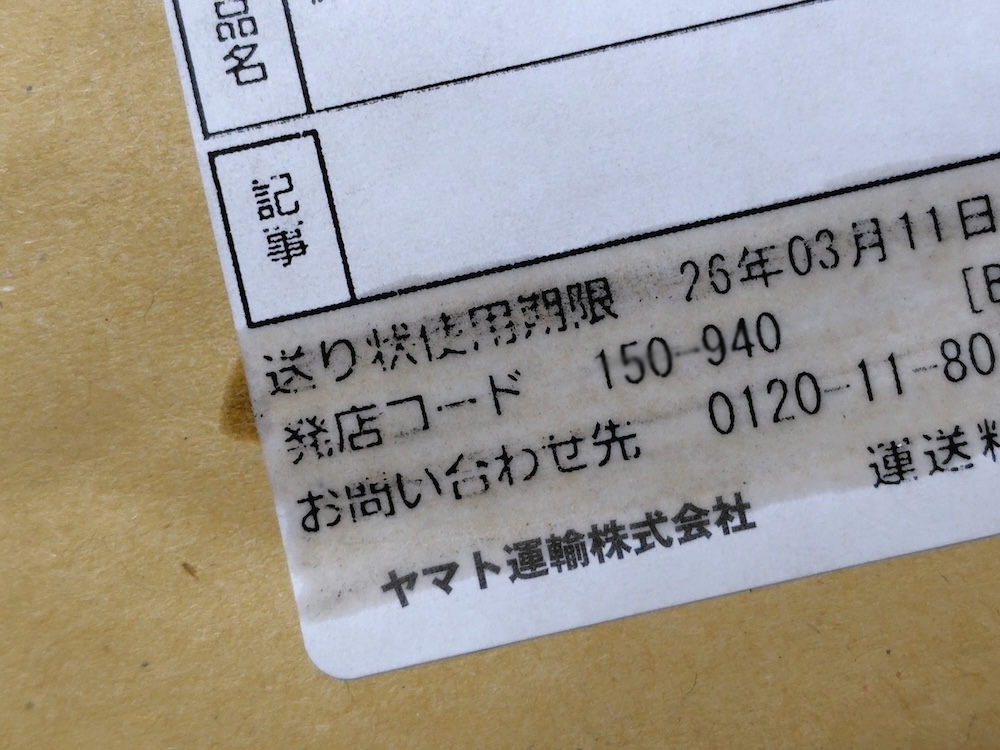 品名
記事
送り状使用期限 26年03月11日
発店コード 150-940 [B
お問い合わせ先 0120-11-80
運送料
ヤマト運輸株式会社